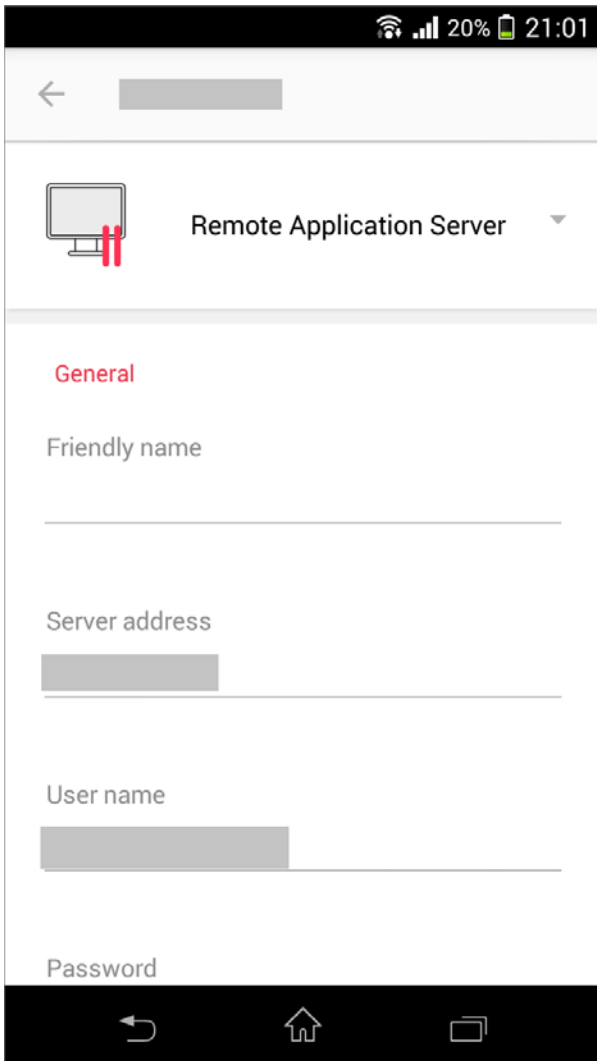 20% 21:01
Remote Application Server
General
Friendly name
Server address
User name
Password